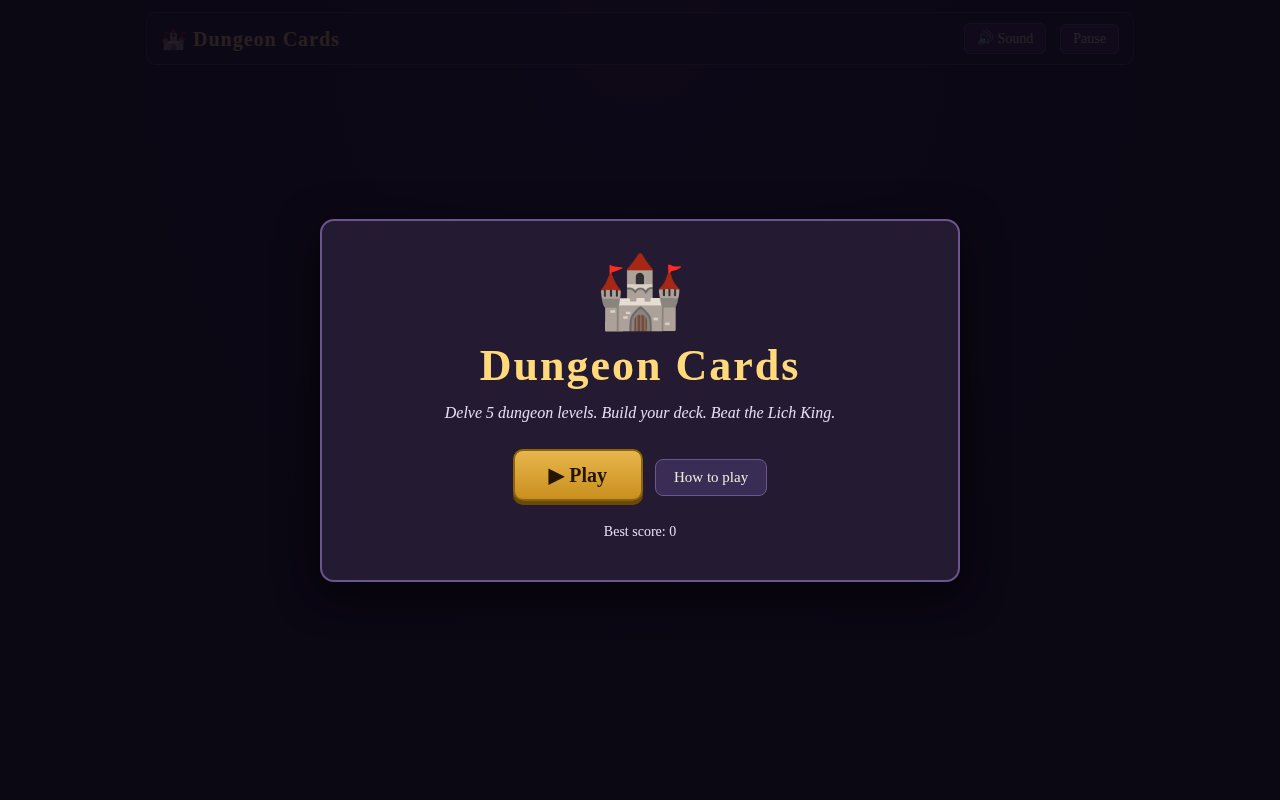 🏰 Dungeon Cards
🔊 Sound
Pause
Dungeon Cards
Delve 5 dungeon levels. Build your deck. Beat the Lich King.
▶ Play
How to play
Best score: 0